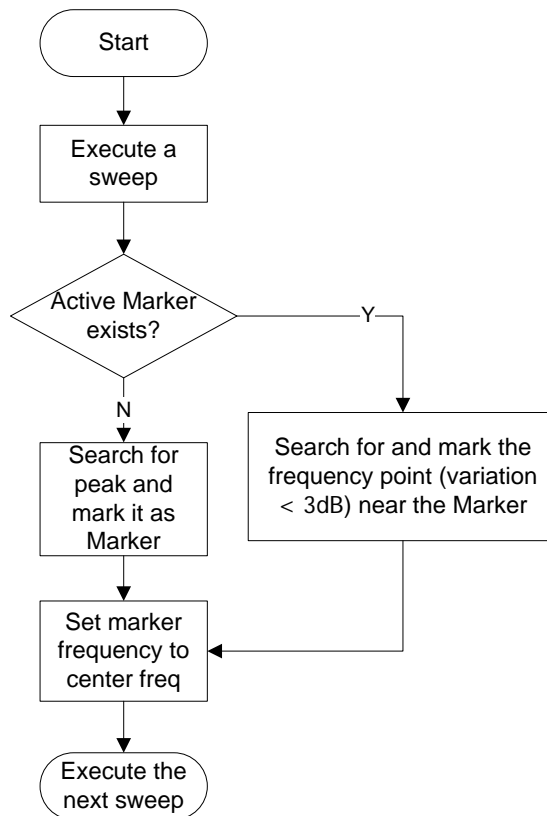 Start
Execute a
sweep
Active Marker
exists?
Y
N
Search for
peak and
mark it as
Marker
Search for and mark the
frequency point (variation
< 3dB) near the Marker
Set marker
frequency to
center freq
Execute the
next sweep